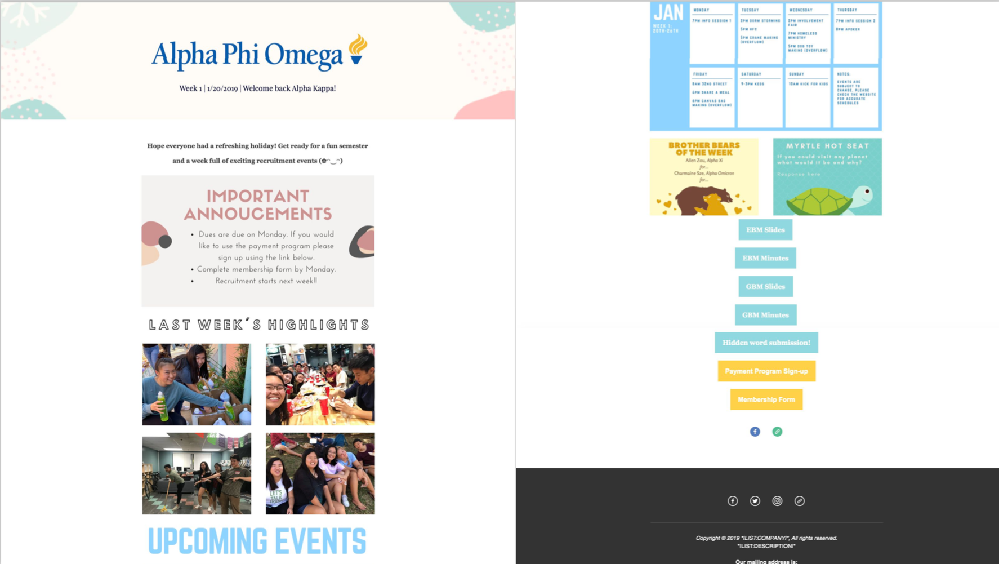 Alpha Phi Omega
Week 1 | 1/20/2019 | Welcome back Alpha Kappa!
Hope everyone had a refreshing holiday! Get ready for a fun semester
and a week full of exciting recruitment events (✿◠‿◠)
IMPORTANT
ANNOUCEMENTS
• Dues are due on Monday. If you would
like to use the payment program please
sign up using the link below.
• Complete membership form by Monday.
• Recruitment starts next week!!
LAST WEEK'S HIGHLIGHTS
LET'S
TALK
UPCOMING EVENTS
JAN
WEEK 1:
20TH-26TH
MONDAY
7PM INFO SESSION 1
TUESDAY
2PM DORM STORMING
5PM HFC
5PM CRANE MAKING
(OVERFLOW)
WEDNESDAY
2PM INVOLVEMENT
FAIR
7PM HOMELESS
MINISTRY
5PM DOG TOY
MAKING (OVERFLOW)
THURSDAY
7PM INFO SESSION 2
8PM APOKER
FRIDAY
8AM 32ND STREET
6PM SHARE A MEAL
6PM CANVAS BAG
MAKING (OVERFLOW)
SATURDAY
9-3PM KEDS
SUNDAY
10AM KICK FOR KIDS
NOTES:
EVENTS ARE
SUBJECT TO
CHANGE, PLEASE
CHECK THE WEBSITE
FOR ACCURATE
SCHEDULES
BROTHER BEARS
OF THE WEEK
Allen Zou, Alpha Xi
for...
Charmaine Sze, Alpha Omicron
for...
MYRTLE HOT SEAT
If you could visit any planet
what would it be and why?
Response here
EBM Slides
EBM Minutes
GBM Slides
GBM Minutes
Hidden word submission!
Payment Program Sign-up
Membership Form
Copyright © 2019 *|LIST:COMPANY|*, All rights reserved.
*|LIST:DESCRIPTION|*
Our mailing address is: